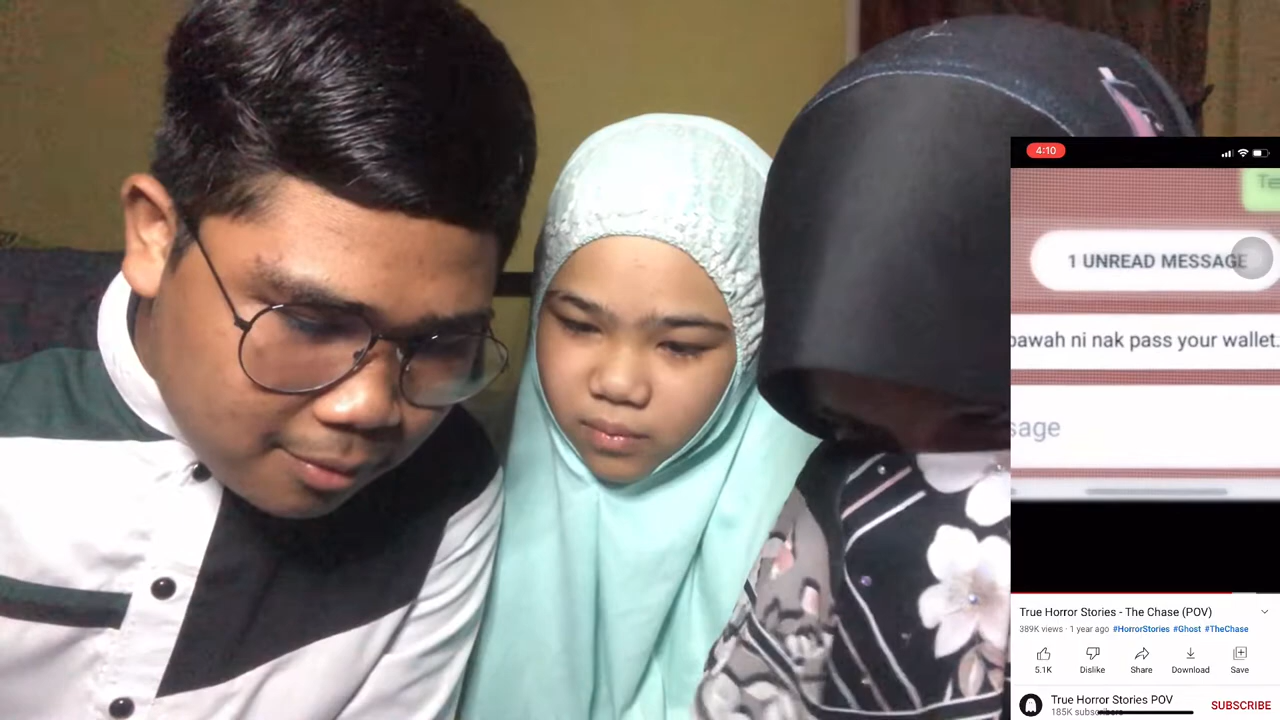 4:10
Te
1 UNREAD MESSAGE
bawah ni nak pass your wallet.
sage
True Horror Stories - The Chase (POV)
389K views · 1 year ago #HorrorStories #Ghost #TheChase
5.1K Dislike Share Download Save
True Horror Stories POV
185K subscribers
SUBSCRIBE